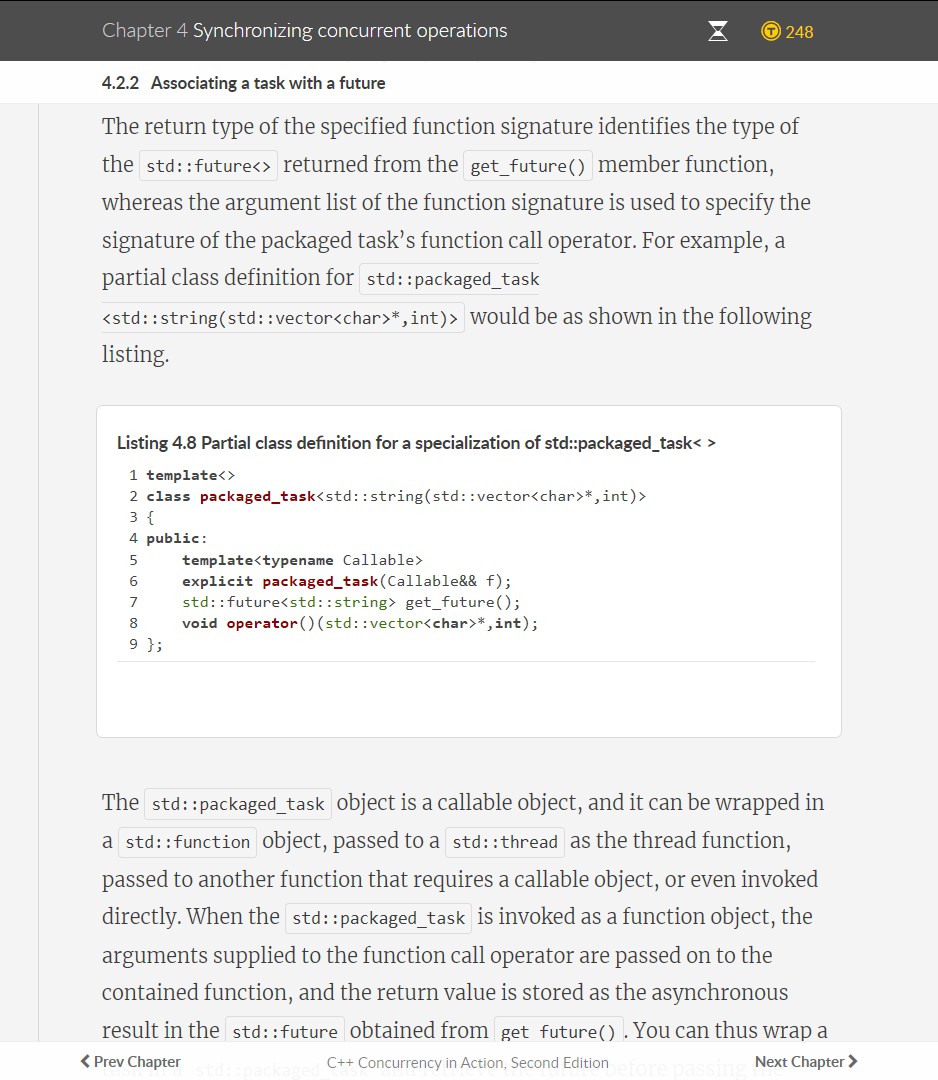 Chapter 4 Synchronizing concurrent operations
248
4.2.2 Associating a task with a future
The return type of the specified function signature identifies the type of
the std::future<> returned from the get_future() member function,
whereas the argument list of the function signature is used to specify the
signature of the packaged task’s function call operator. For example, a
partial class definition for std::packaged_task
<std::string(std::vector<char>*,int)> would be as shown in the following
listing.
Listing 4.8 Partial class definition for a specialization of std::packaged_task< >
1 template<>
2 class packaged_task<std::string(std::vector<char>*,int)>
3 {
4 public:
5     template<typename Callable>
6     explicit packaged_task(Callable&& f);
7     std::future<std::string> get_future();
8     void operator()(std::vector<char>*,int);
9 };
The std::packaged_task object is a callable object, and it can be wrapped in
a std::function object, passed to a std::thread as the thread function,
passed to another function that requires a callable object, or even invoked
directly. When the std::packaged_task is invoked as a function object, the
arguments supplied to the function call operator are passed on to the
contained function, and the return value is stored as the asynchronous
result in the std::future obtained from get_future(). You can thus wrap a
Prev Chapter
C++ Concurrency in Action, Second Edition
Next Chapter